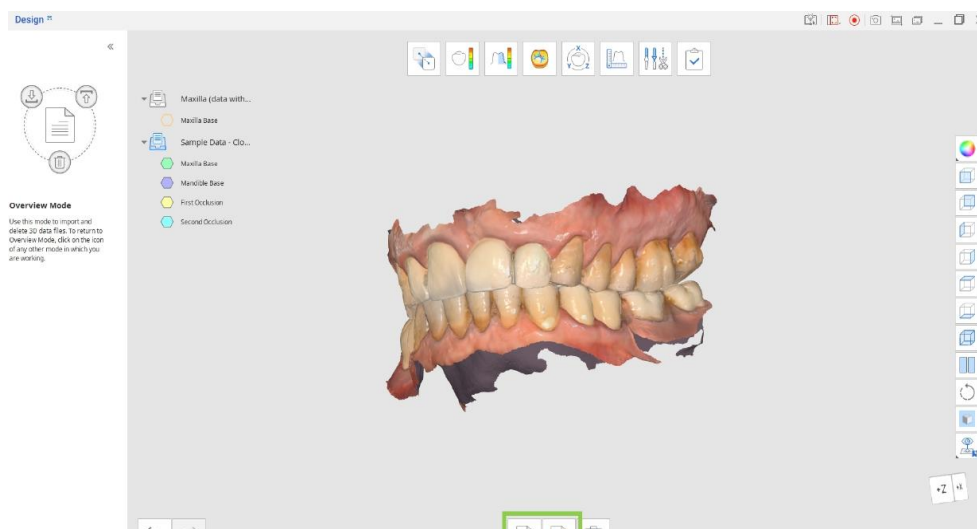 Design
Maxilla (data with...
Maxilla Base
Sample Data - Clo...
Maxilla Base
Mandible Base
First Occlusion
Second Occlusion
Overview Mode
Use this mode to import and
delete 3D data files. To return to
Overview Mode, click on the icon
of any other mode in which you
are working.
X
Y Z
+Z